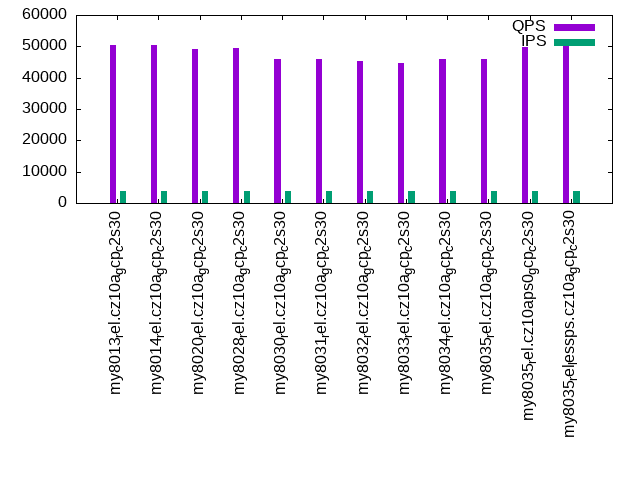 60000
50000
40000
30000
20000
10000
0
QPS
IPS
my8013rel.cz10agcpc2s30
my8014rel.cz10agcpc2s30
my8020rel.cz10agcpc2s30
my8028rel.cz10agcpc2s30
my8030rel.cz10agcpc2s30
my8031rel.cz10agcpc2s30
my8032rel.cz10agcpc2s30
my8033rel.cz10agcpc2s30
my8034rel.cz10agcpc2s30
my8035rel.cz10agcpc2s30
my8035rel.cz10aps0gcpc2s30
my8035rellessps.cz10agcpc2s30